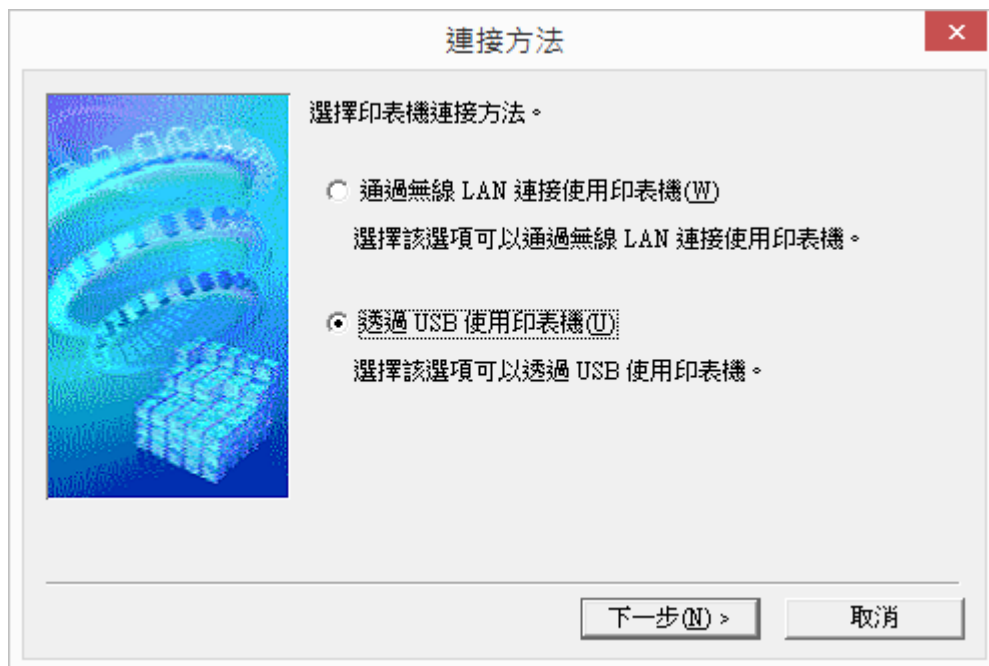 連接方法
選擇印表機連接方法。
通過無線 LAN 連接使用印表機(W)
選擇該選項可以通過無線 LAN 連接使用印表機。
透過 USB 使用印表機(U)
選擇該選項可以透過 USB 使用印表機。
下一步(N) >
取消